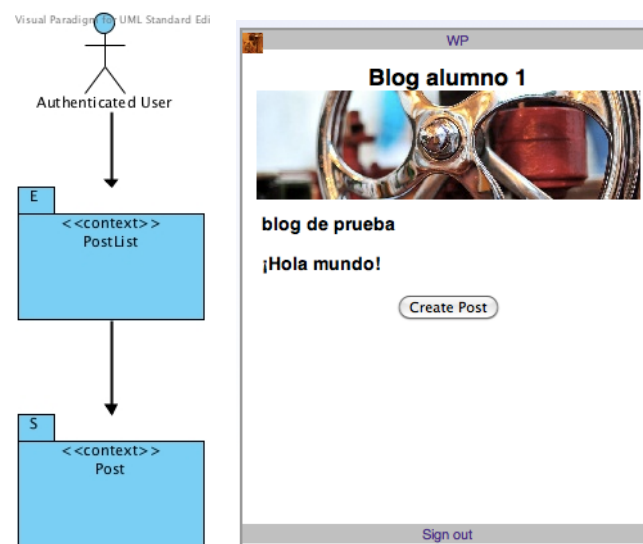 Visual Paradigm for UML Standard Edi
Authenticated User
E
<<context>>
PostList
S
<<context>>
Post
WP
Blog alumno 1
blog de prueba
¡Hola mundo!
Create Post
Sign out